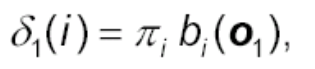 δ₁(i) = πᵢ bᵢ(𝐨₁),